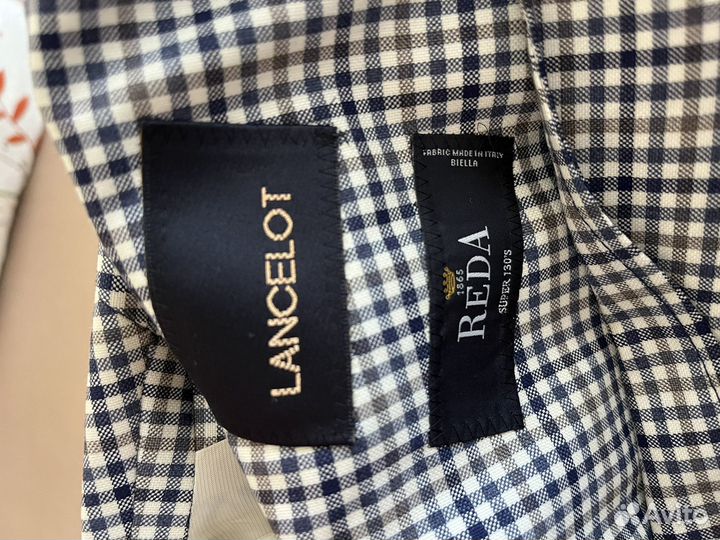 LANCELOT
FABRIC MADE IN ITALY
BIELLA
1865
REDA
SUPER 130'S
Avito